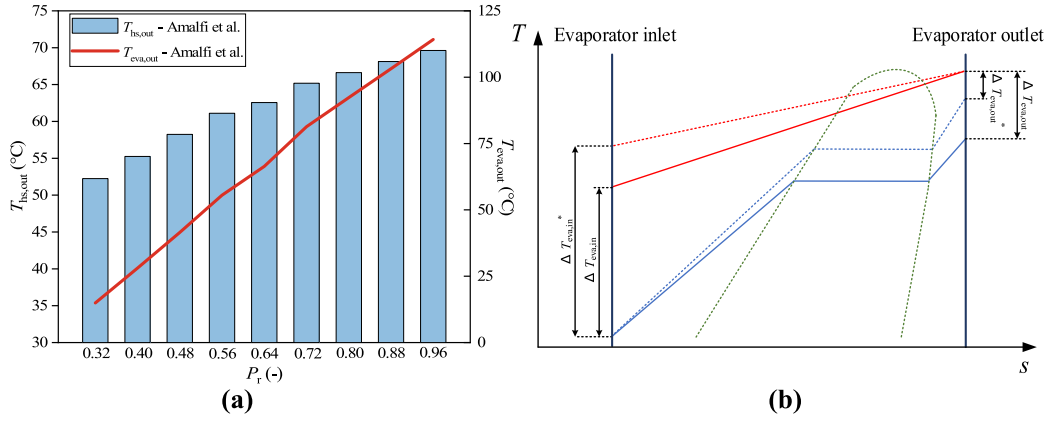 75
70
65
60
55
50
45
40
35
30
T_hs,out (°C)
T_hs,out - Amalfi et al.
T_eva,out - Amalfi et al.
125
100
75
50
25
0
T_eva,out (°C)
0.32 0.40 0.48 0.56 0.64 0.72 0.80 0.88 0.96
P_r (-)
(a)
T
Evaporator inlet
Evaporator outlet
Δ T_eva,in*
Δ T_eva,in
Δ T_eva,out*
Δ T_eva,out
s
(b)